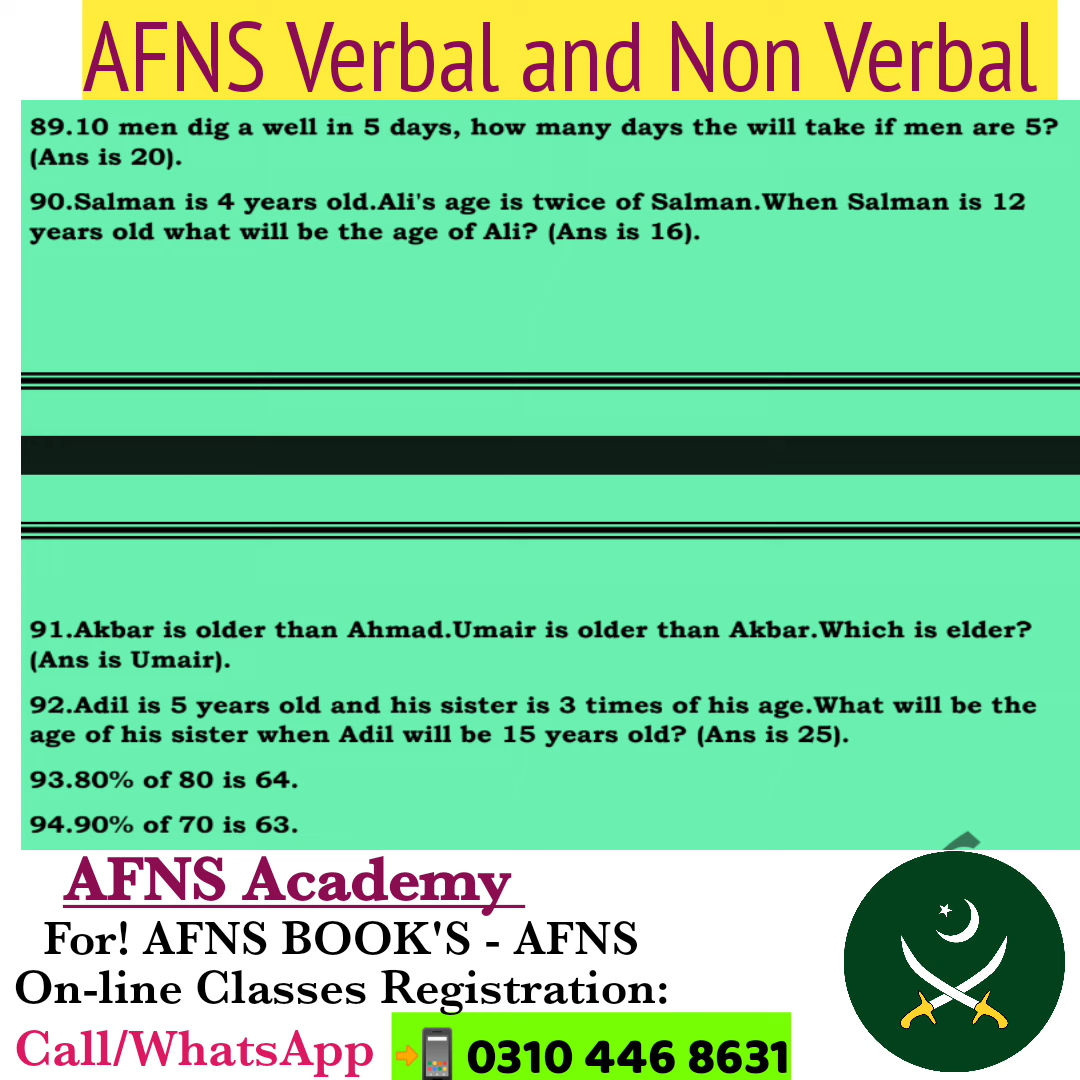 AFNS Verbal and Non Verbal
89.10 men dig a well in 5 days, how many days the will take if men are 5?
(Ans is 20).
90.Salman is 4 years old.Ali's age is twice of Salman.When Salman is 12
years old what will be the age of Ali? (Ans is 16).
91.Akbar is older than Ahmad.Umair is older than Akbar.Which is elder?
(Ans is Umair).
92.Adil is 5 years old and his sister is 3 times of his age.What will be the
age of his sister when Adil will be 15 years old? (Ans is 25).
93.80% of 80 is 64.
94.90% of 70 is 63.
AFNS Academy
For! AFNS BOOK'S - AFNS
On-line Classes Registration:
Call/WhatsApp 0310 446 8631